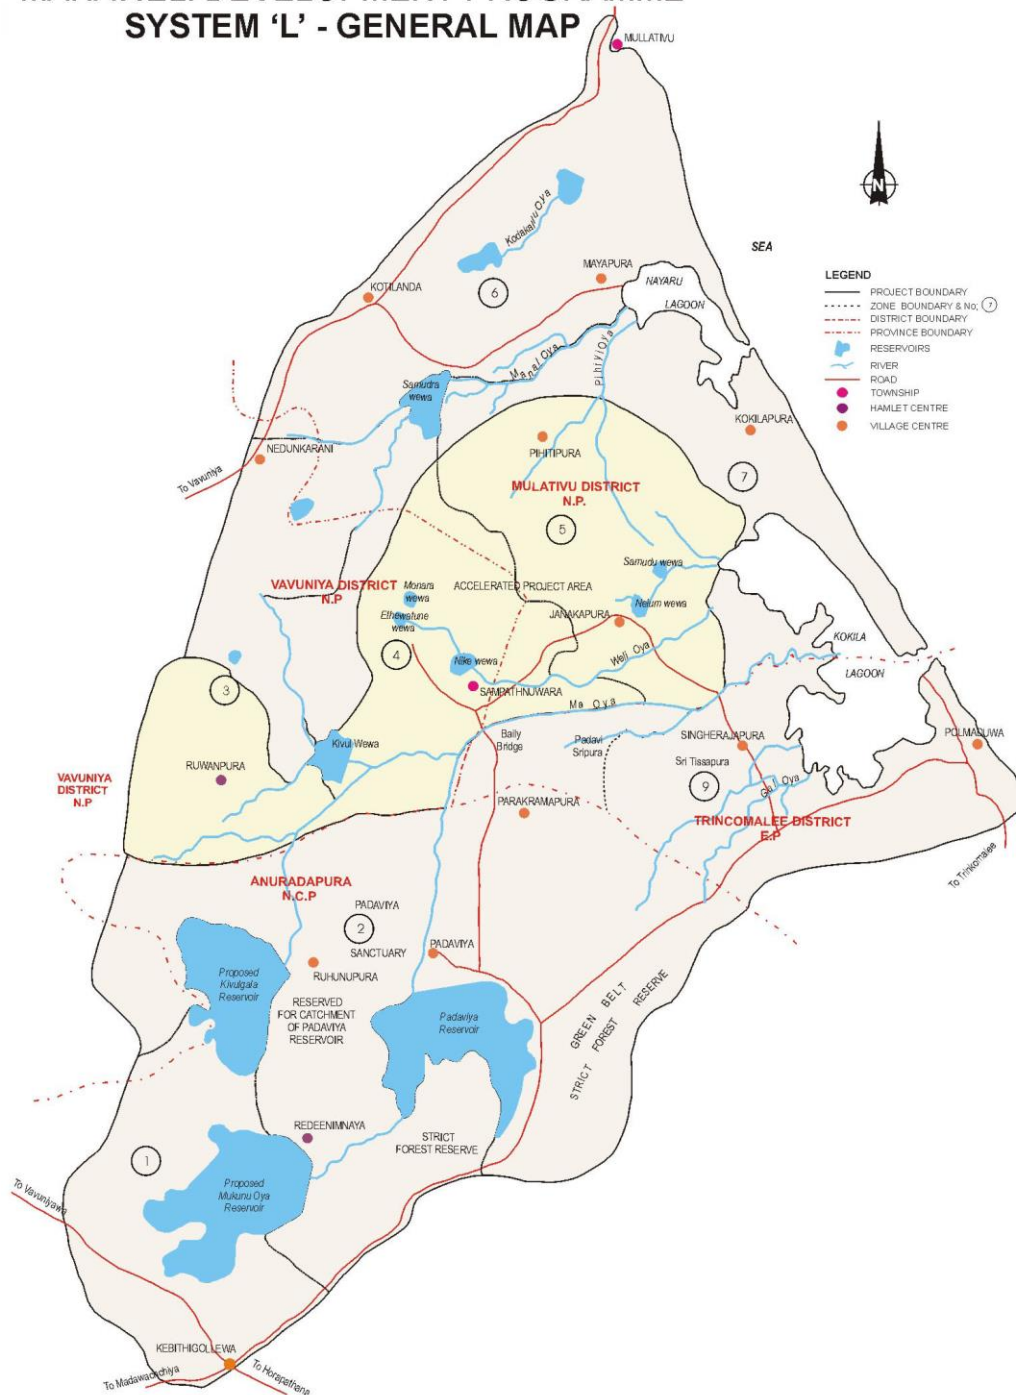 SYSTEM ‘L’ - GENERAL MAP
MULLATIVU
N
SEA
Kodakallu Oya
KOTILANDA
6
MAYAPURA
NAYARU
LAGOON
LEGEND
PROJECT BOUNDARY
ZONE BOUNDARY & No; 7
DISTRICT BOUNDARY
PROVINCE BOUNDARY
RESERVOIRS
RIVER
ROAD
TOWNSHIP
HAMLET CENTRE
VILLAGE CENTRE
Manal Oya
Pihiyi Oya
Samudra
wewa
NEDUNKARANI
To Vavuniya
PIHITIPURA
KOKILAPURA
MULATIVU DISTRICT
N.P.
7
5
VAVUNIYA DISTRICT
N.P
Monara
wewa
ACCELERATED PROJECT AREA
Samudu wewa
Ethewatune
wewa
JANAKAPURA
Nelum wewa
4
Nike wewa
Weli Oya
KOKILA
LAGOON
3
SAMPATHNUWARA
Ma Oya
Kivul Wewa
Baily
Bridge
Padavi
Sripura
SINGHERAJAPURA
POLMADUWA
RUWANPURA
Sri Tissapura
VAVUNIYA
DISTRICT
N.P
9
Gal Oya
PARAKRAMAPURA
TRINCOMALEE DISTRICT
E.P
To Trinkomalee
ANURADAPURA
N.C.P
PADAVIYA
2
SANCTUARY
PADAVIYA
RUHUNUPURA
Proposed
Kivulgala
Reservoir
RESERVED
FOR CATCHMENT
OF PADAVIYA
RESERVOIR
Padaviya
Reservoir
GREEN BELT RESERVE
STRICT FOREST
REDEENIMNAYA
STRICT
FOREST RESERVE
1
Proposed
Mukunu Oya
Reservoir
To Vavuniyawa
KEBITHIGOLLEWA
To Madawachchiya
To Horapathana